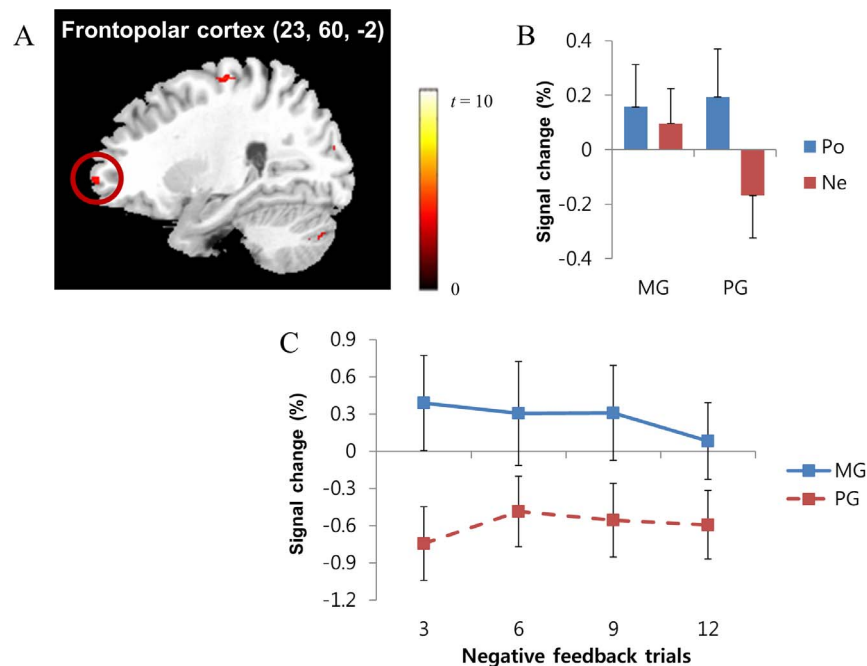 A
Frontopolar cortex (23, 60, -2)
t = 10
0
B
Signal change (%)
0.4
0.2
0
-0.2
-0.4
MG PG
Po
Ne
C
Signal change (%)
0.9
0.6
0.3
0
-0.3
-0.6
-0.9
-1.2
3 6 9 12
Negative feedback trials
MG
PG